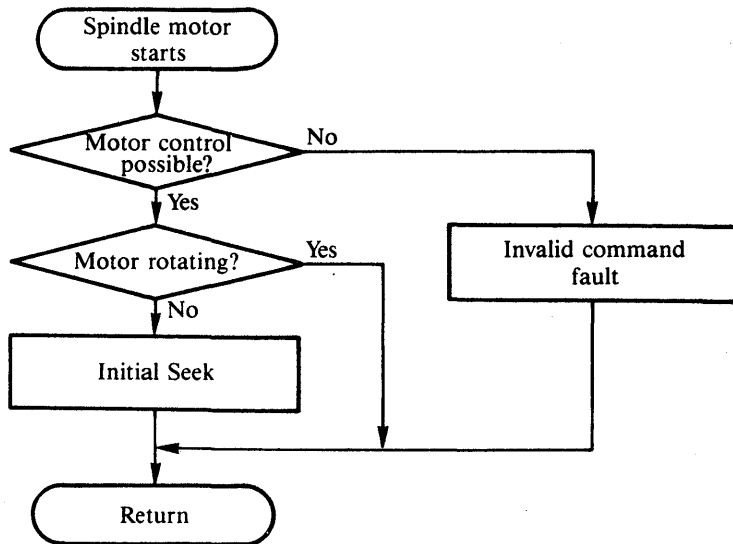 Spindle motor
starts
Motor control
possible?
No
Yes
Motor rotating?
Yes
Invalid command
fault
No
Initial Seek
Return